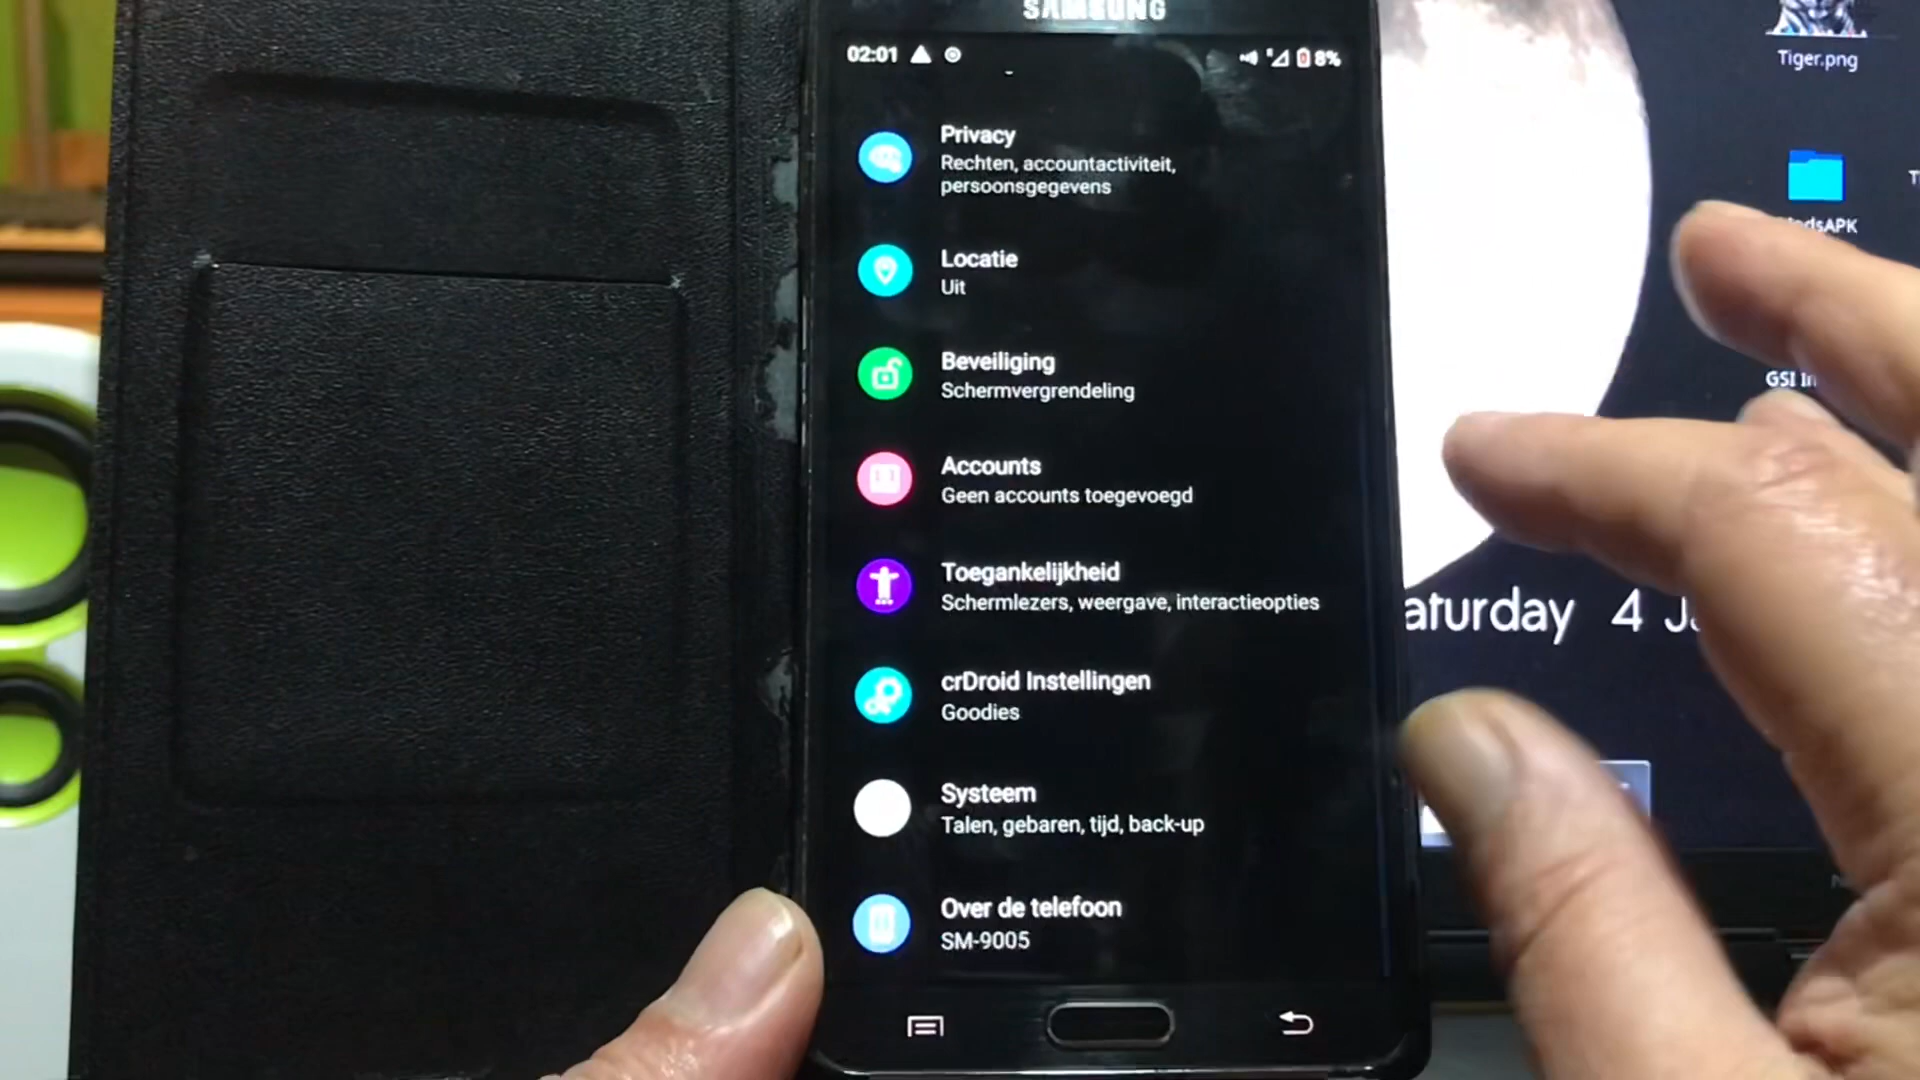 SAMSUNG
02:01
8%
Privacy
Rechten, accountactiviteit,
persoonsgegevens
Locatie
Uit
Beveiliging
Schermvergrendeling
Accounts
Geen accounts toegevoegd
Toegankelijkheid
Schermlezers, weergave, interactieopties
crDroid Instellingen
Goodies
Systeem
Talen, gebaren, tijd, back-up
Over de telefoon
SM-9005
Tiger.png
GSI
aturday 4